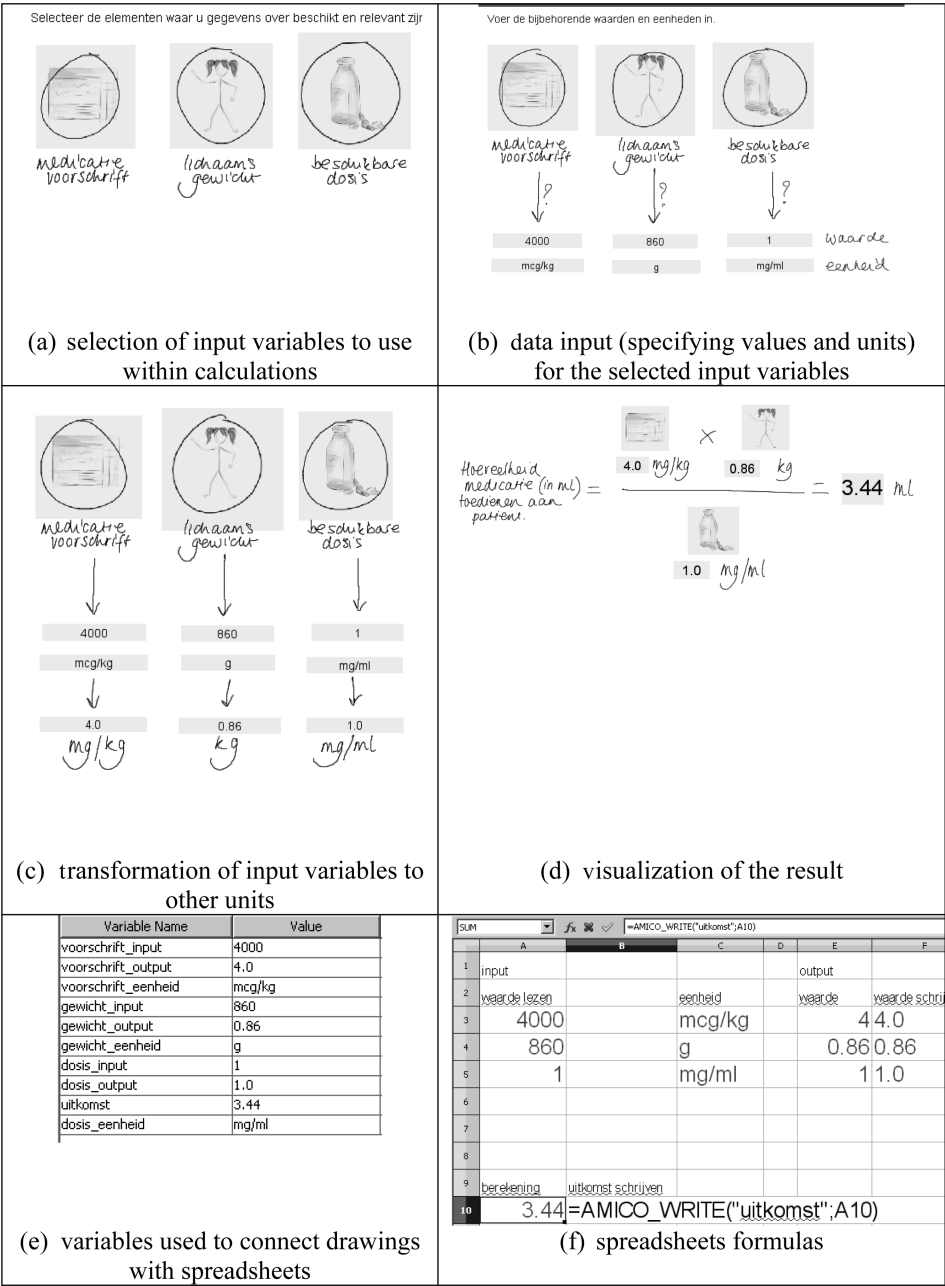 Selecteer de elementen waar u gegevens over beschikt en relevant zijr
medicatie voorschrift
lichaams gewicht
beschikbare dosis
(a) selection of input variables to use
within calculations
Voer de bijbehorende waarden en eenheden in.
medicatie voorschrift
lichaams gewicht
beschikbare dosis
? ? ?
4000 860 1 waarde
mcg/kg g mg/ml eenheid
(b) data input (specifying values and units)
for the selected input variables
medicatie voorschrift
lichaams gewicht
beschikbare dosis
4000 860 1
mcg/kg g mg/ml
4.0 0.86 1.0
mg/kg kg mg/ml
(c) transformation of input variables to
other units
Hoeveelheid
medicatie (in ml)
toedienen aan
patient.
=
4.0 mg/kg × 0.86 kg
1.0 mg/ml
= 3.44 ml
(d) visualization of the result
Variable Name Value
voorschrift_input 4000
voorschrift_output 4.0
voorschrift_eenheid mcg/kg
gewicht_input 860
gewicht_output 0.86
gewicht_eenheid g
dosis_input 1
dosis_output 1.0
uitkomst 3.44
dosis_eenheid mg/ml
(e) variables used to connect drawings
with spreadsheets
SUM =AMICO_WRITE("uitkomst";A10)
A B C D E F
1 input output
2 waarde lezen eenheid waarde waarde schrij
3 4000 mcg/kg 4 4.0
4 860 g 0.86 0.86
5 1 mg/ml 1 1.0
6
7
8
9 berekening uitkomst schrijven
10 3.44 =AMICO_WRITE("uitkomst";A10)
(f) spreadsheets formulas